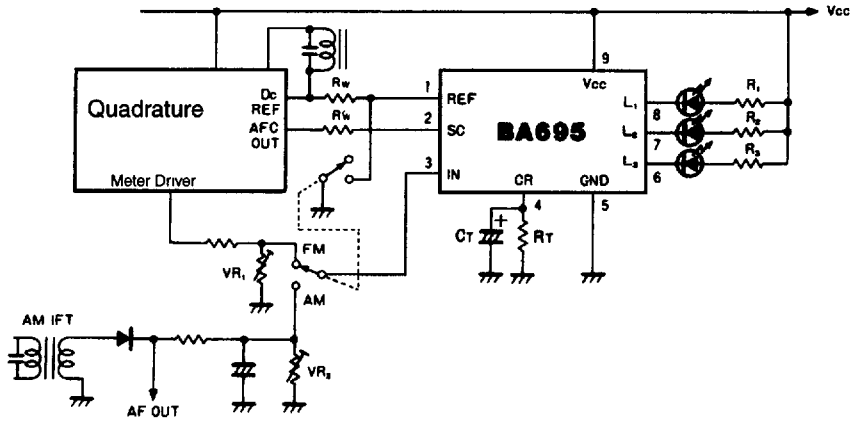 Vcc
9
Vcc
Quadrature
Dc
REF
AFC
OUT
Meter Driver
Rw
Rw
1
REF
2
SC
3
IN
BA695
CR
GND
4
5
L1
8
R1
L2
7
R2
L3
6
R3
CT
+
RT
FM
VR1
AM
AM IFT
VR2
AF OUT